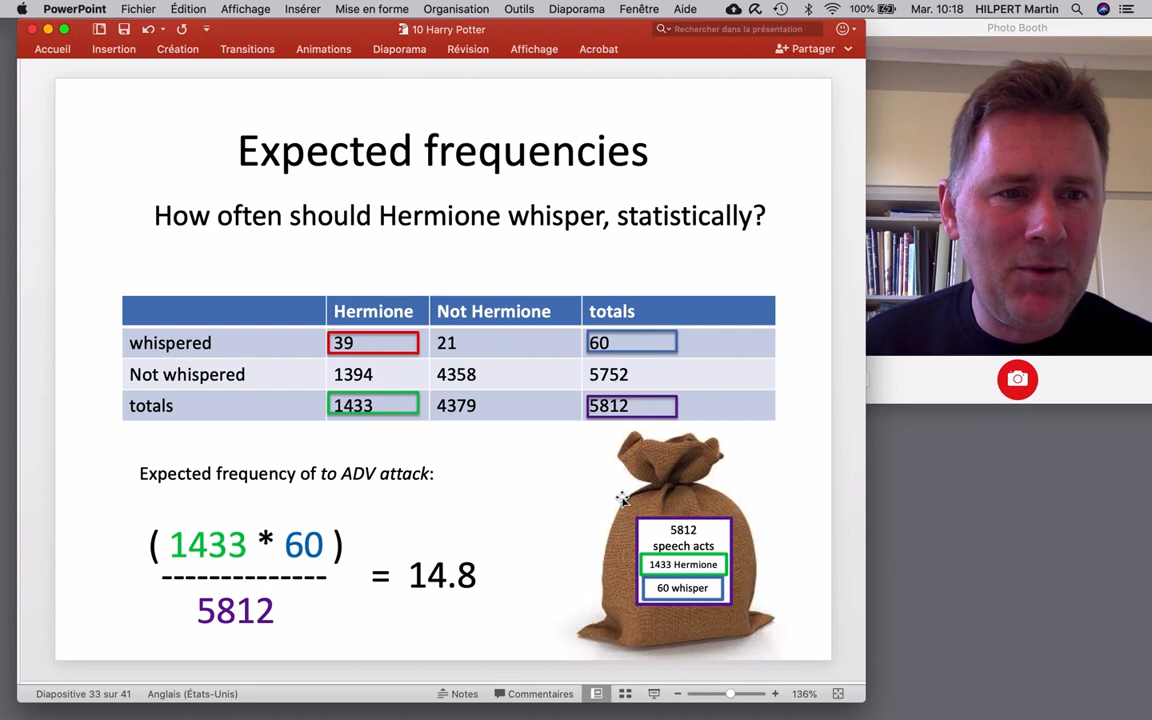 PowerPoint Fichier Édition Affichage Insérer Mise en forme Organisation Outils Diaporama Fenêtre Aide 100% Mar. 10:18 HILPERT Martin
10 Harry Potter
Rechercher dans la présentation
Photo Booth
Accueil Insertion Création Transitions Animations Diaporama Révision Affichage Acrobat Partager
Expected frequencies
How often should Hermione whisper, statistically?
Hermione Not Hermione totals
whispered 39 21 60
Not whispered 1394 4358 5752
totals 1433 4379 5812
Expected frequency of to ADV attack:
( 1433 * 60 )
--------------
= 14.8
5812
5812
speech acts
1433 Hermione
60 whisper
Diapositive 33 sur 41 Anglais (États-Unis) Notes Commentaires 136%